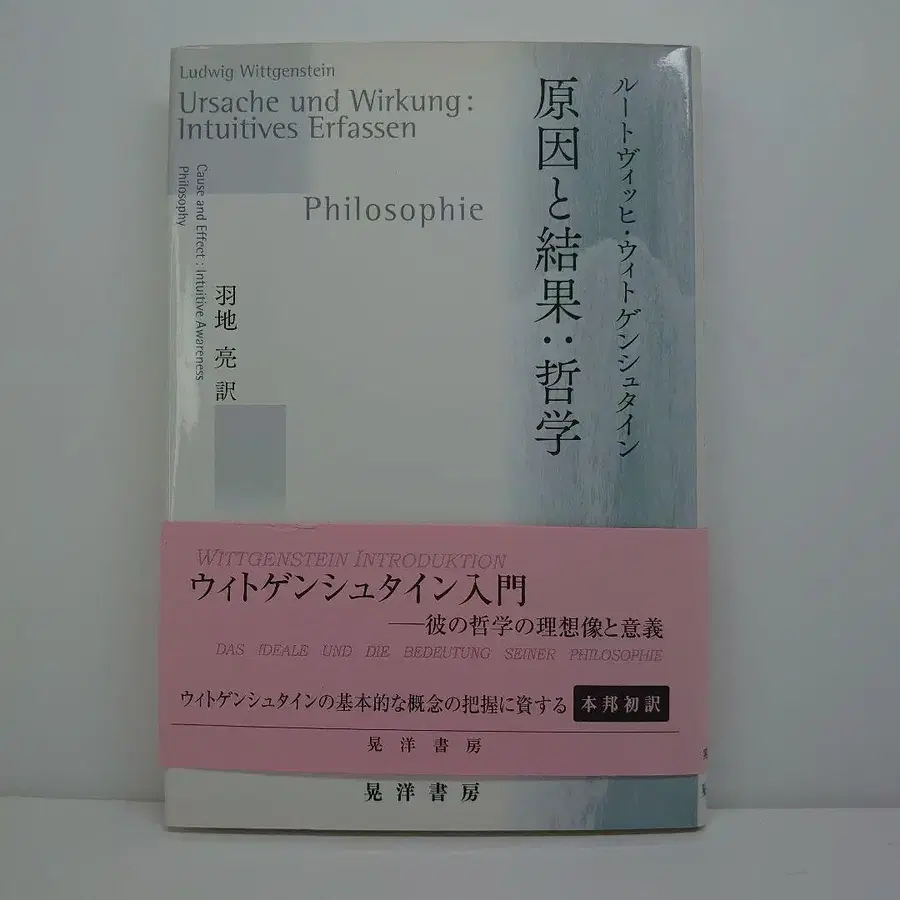 Ludwig Wittgenstein
Ursache und Wirkung:
Intuitives Erfassen
Philosophie
Cause and Effect : Intuitive Awareness
Philosophy
ルートヴィッヒ・ウィトゲンシュタイン
原因と結果：哲学
羽地 亮 訳
WITTGENSTEIN INTRODUKTION
ウィトゲンシュタイン入門
――彼の哲学の理想像と意義
DAS IDEALE UND DIE BEDEUTUNG SEINER PHILOSOPHIE
ウィトゲンシュタインの基本的な概念の把握に資する 本邦初訳
晃洋書房
晃洋書房